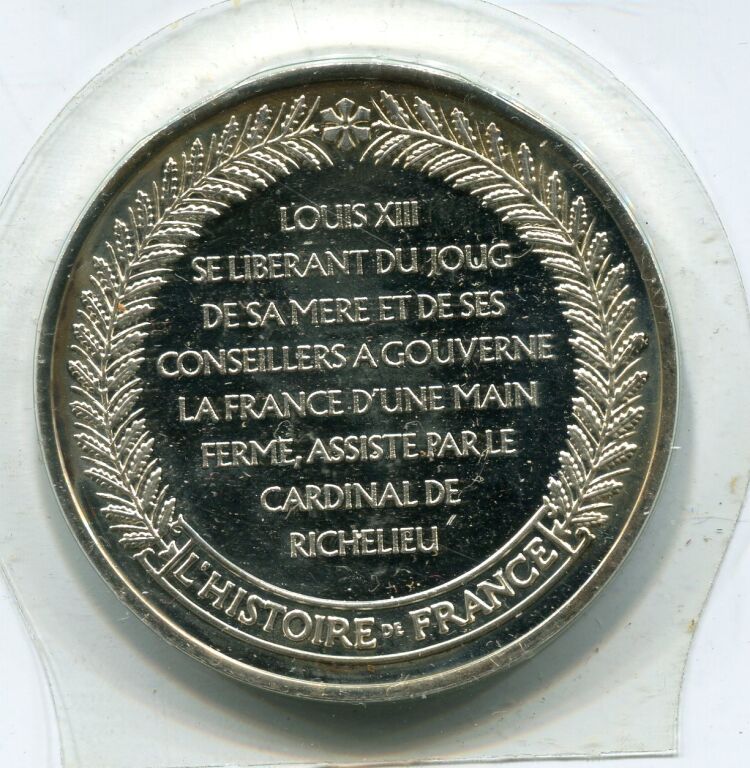 LOUIS XIII
SE LIBERANT DU JOUG
DE SA MERE ET DE SES
CONSEILLERS A GOUVERNE
LA FRANCE D'UNE MAIN
FERME, ASSISTE PAR LE
CARDINAL DE
RICHELIEU
L'HISTOIRE DE FRANCE